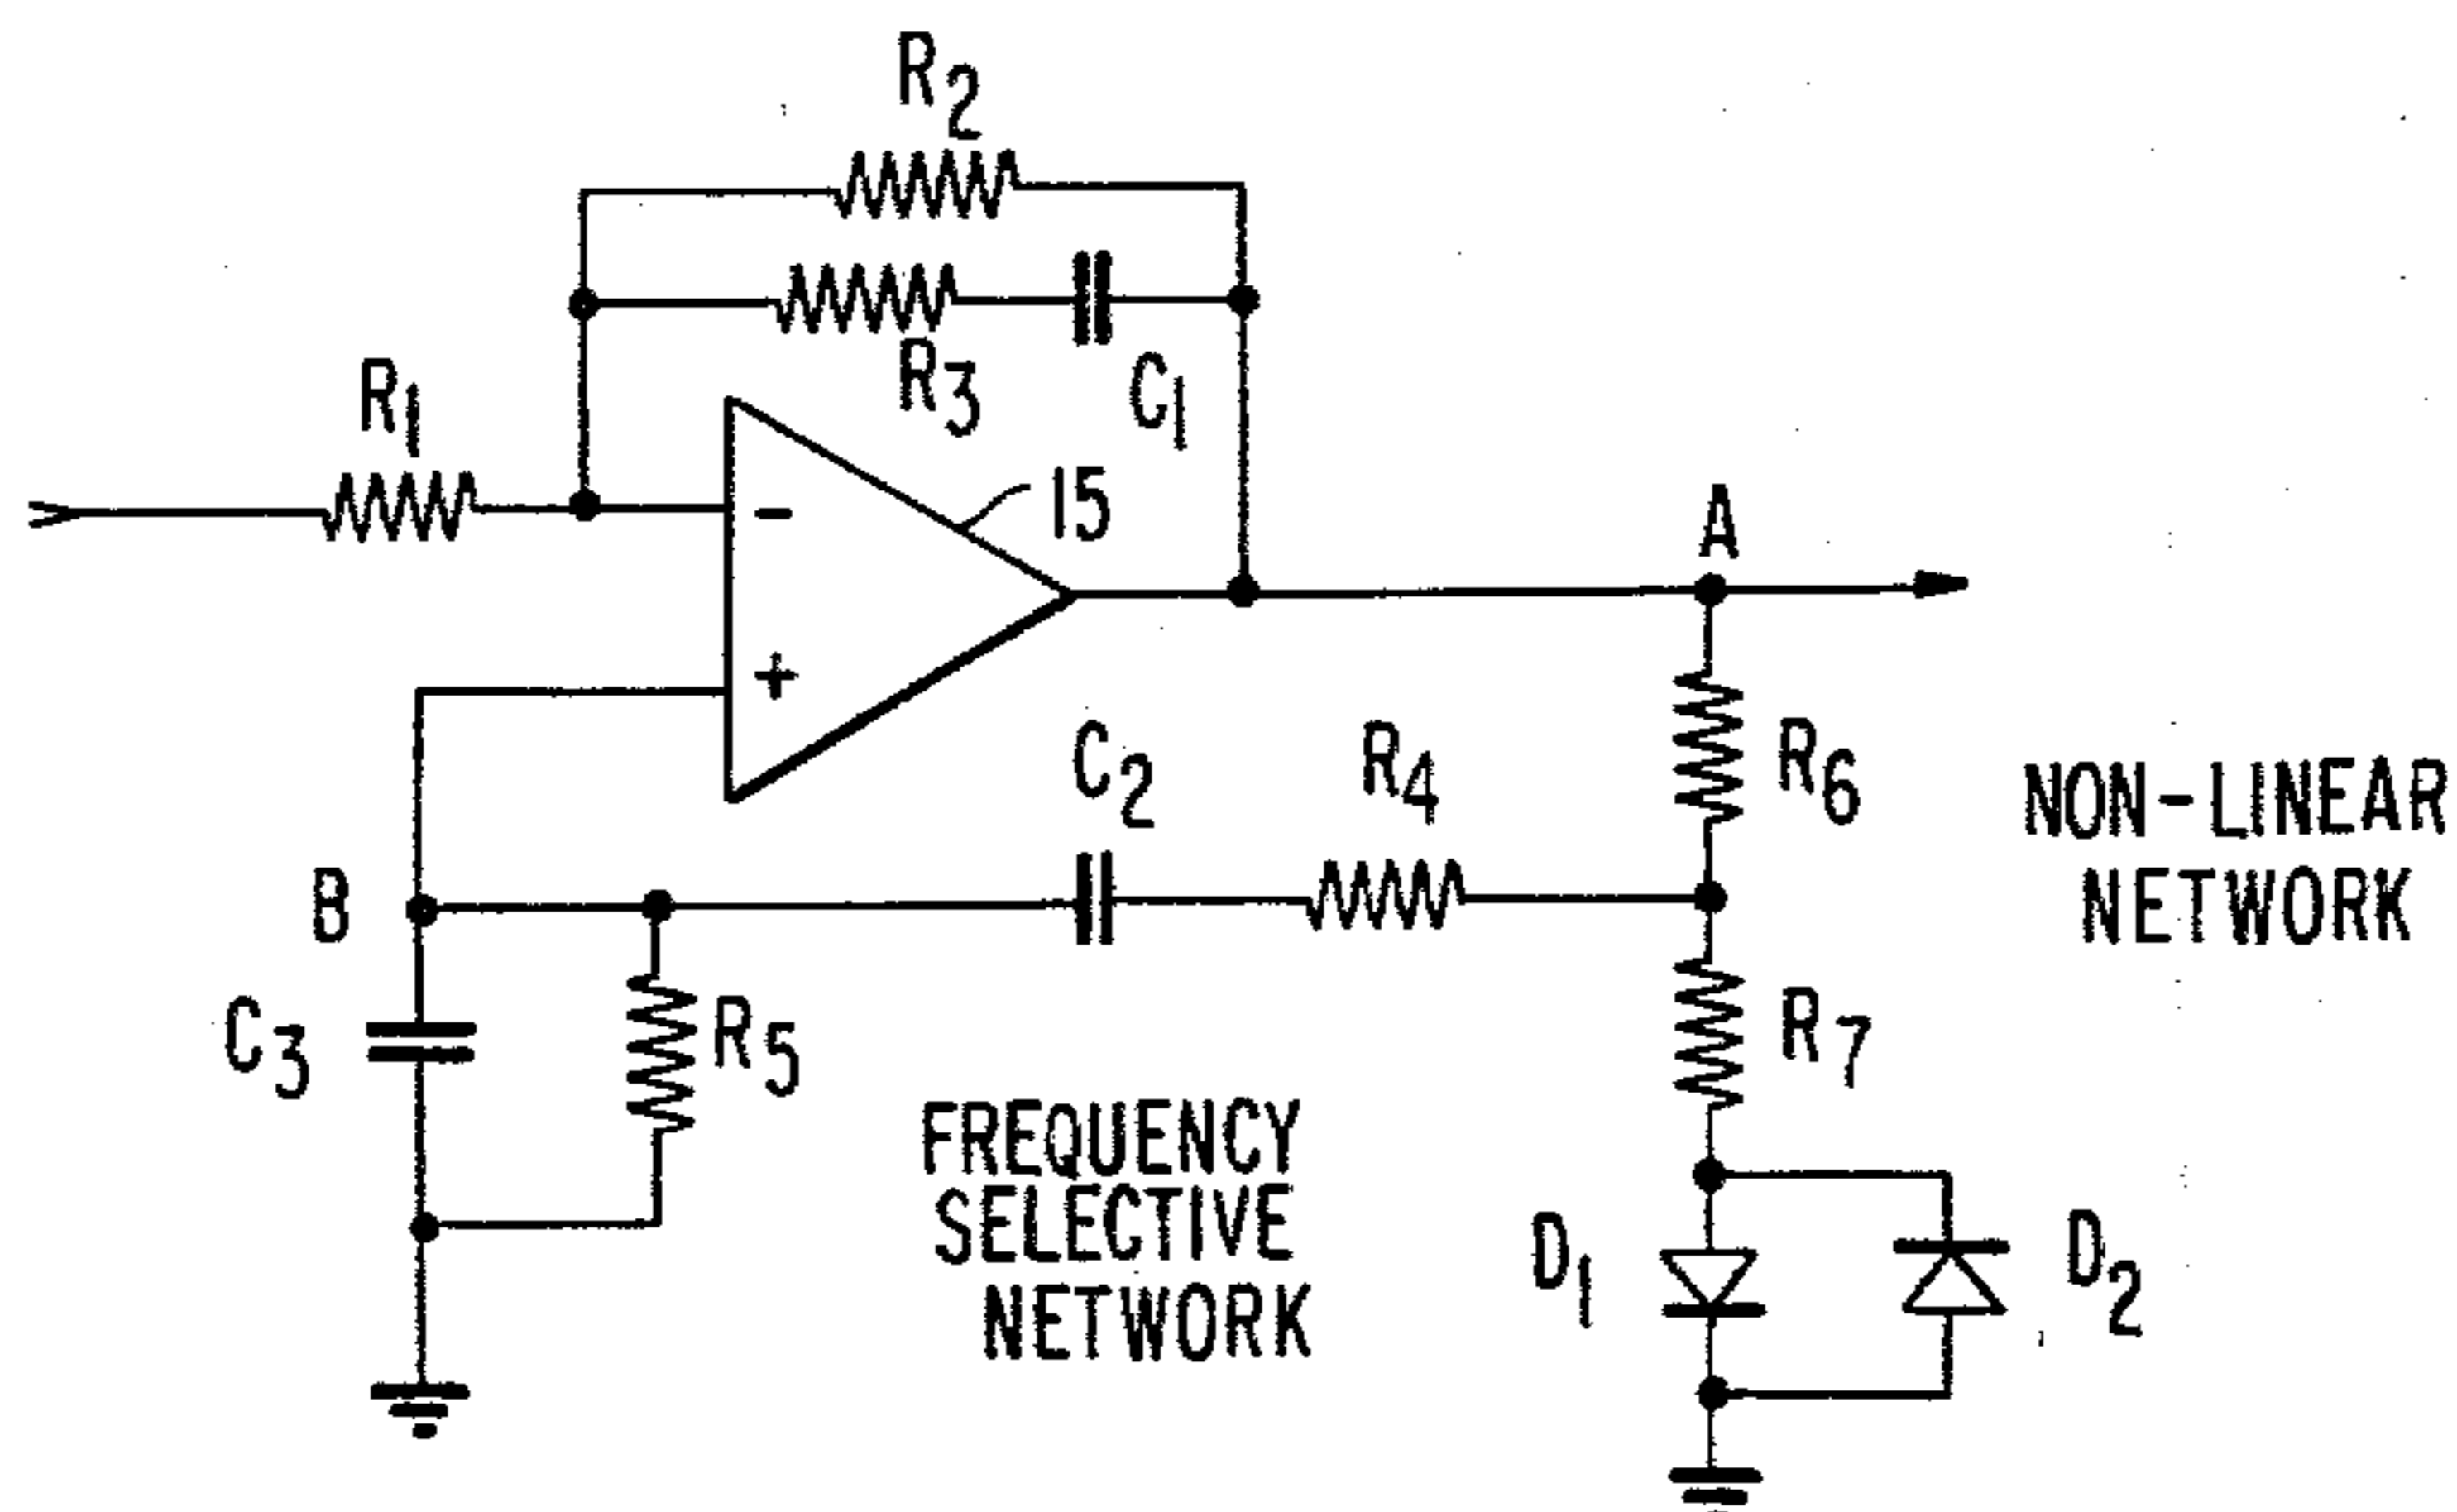 R2
R3
C1
R1
15
-
+
A
C2
R4
R6
NON-LINEAR
NETWORK
B
C3
R5
R7
FREQUENCY
SELECTIVE
NETWORK
D1
D2